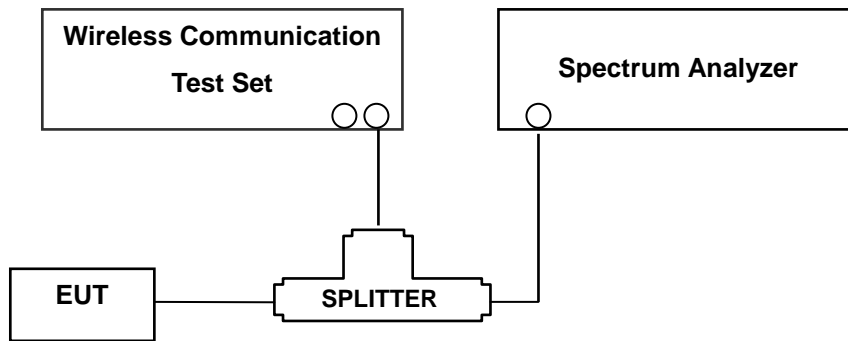 Wireless Communication
Test Set
Spectrum Analyzer
EUT
SPLITTER